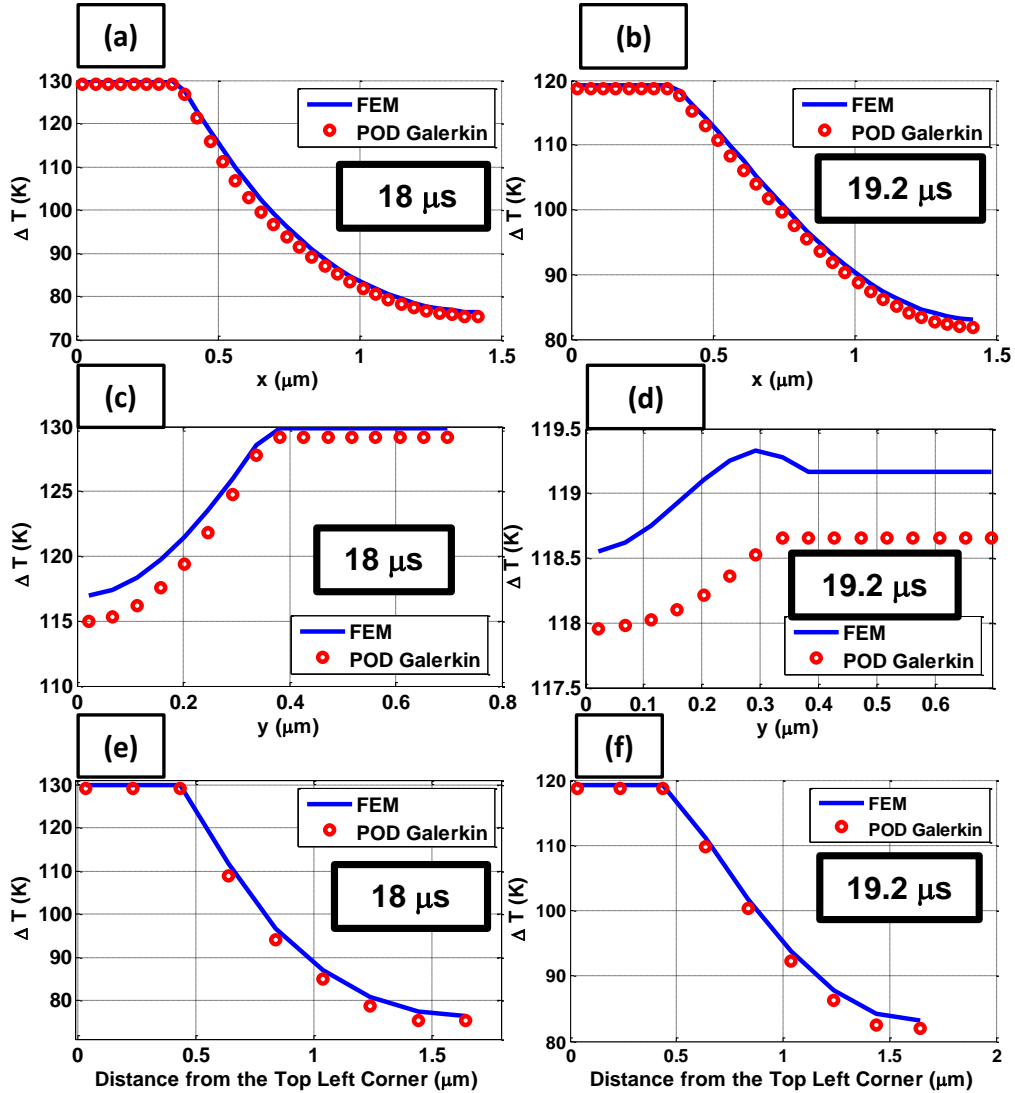 (a)
130
120
110
100
90
80
70
0
0.5
1
1.5
Δ T (K)
x (μm)
FEM
POD Galerkin
18 μs
(b)
120
110
100
90
80
0
0.5
1
1.5
Δ T (K)
x (μm)
FEM
POD Galerkin
19.2 μs
(c)
130
125
120
115
110
0
0.2
0.4
0.6
0.8
Δ T (K)
y (μm)
18 μs
FEM
POD Galerkin
(d)
119.5
119
118.5
118
117.5
0
0.1
0.2
0.3
0.4
0.5
0.6
Δ T (K)
y (μm)
19.2 μs
FEM
POD Galerkin
(e)
130
120
110
100
90
80
0
0.5
1
1.5
Δ T (K)
Distance from the Top Left Corner (μm)
FEM
POD Galerkin
18 μs
(f)
120
110
100
90
80
0
0.5
1
1.5
2
Δ T (K)
Distance from the Top Left Corner (μm)
FEM
POD Galerkin
19.2 μs